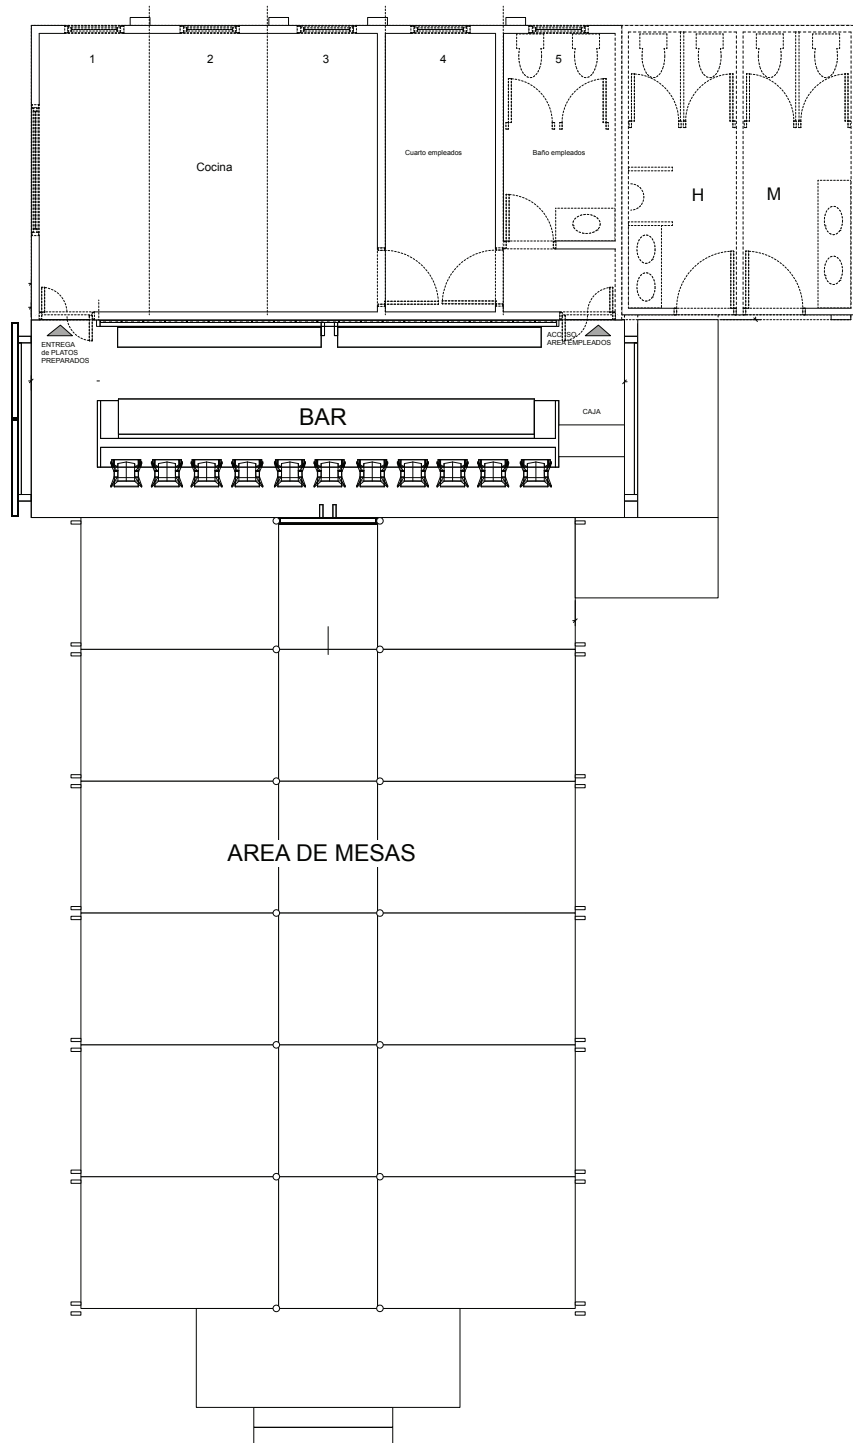 1
2
3
4
5
Cocina
Cuarto empleados
Baño empleados
H
M
ENTREGA
de PLATOS
PREPARADOS
ACCESO
AREA EMPLEADOS
BAR
CAJA
AREA DE MESAS